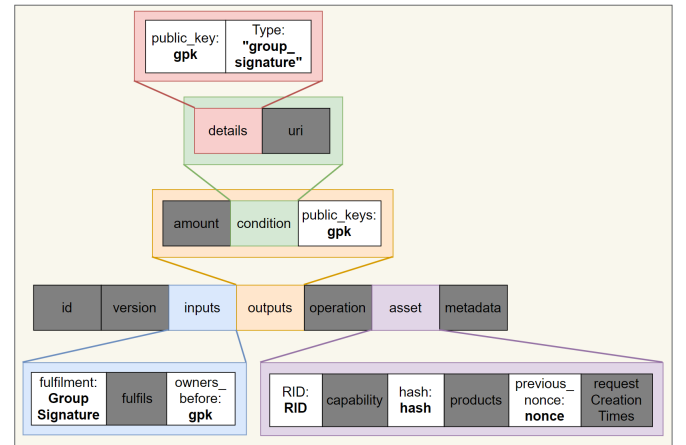 public_key:
gpk
Type:
"group_
signature"
details
uri
amount
condition
public_keys:
gpk
id
version
inputs
outputs
operation
asset
metadata
fulfilment:
Group
Signature
fulfils
owners_
before:
gpk
RID:
RID
capability
hash:
hash
products
previous_
nonce:
nonce
request
Creation
Times